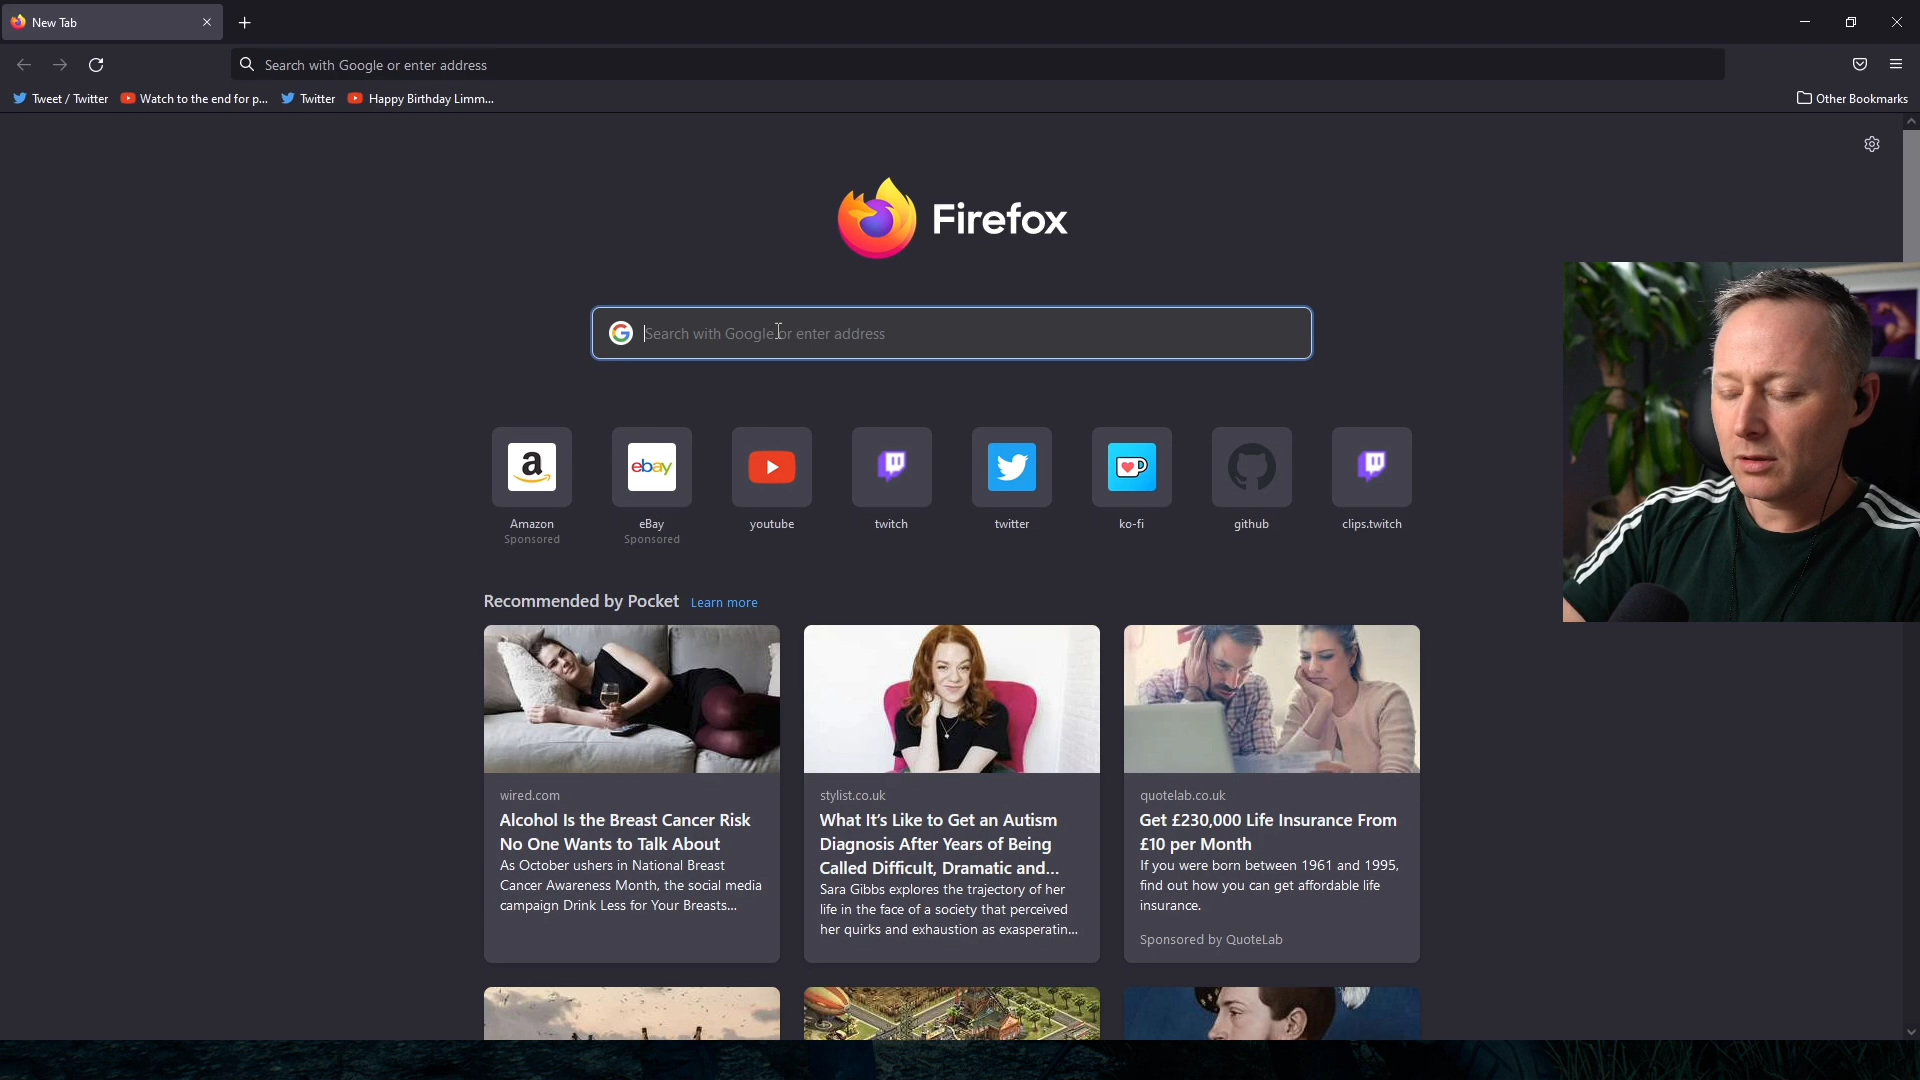 New Tab
Search with Google or enter address
Tweet / Twitter
Watch to the end for p...
Twitter
Happy Birthday Limm...
Other Bookmarks
Firefox
Search with Google or enter address
a
ebay
Amazon
Sponsored
eBay
Sponsored
youtube
twitch
twitter
ko-fi
github
clips.twitch
Recommended by Pocket Learn more
wired.com
Alcohol Is the Breast Cancer Risk
No One Wants to Talk About
As October ushers in National Breast
Cancer Awareness Month, the social media
campaign Drink Less for Your Breasts...
stylist.co.uk
What It's Like to Get an Autism
Diagnosis After Years of Being
Called Difficult, Dramatic and...
Sara Gibbs explores the trajectory of her
life in the face of a society that perceived
her quirks and exhaustion as exasperatin...
quotelab.co.uk
Get £230,000 Life Insurance From
£10 per Month
If you were born between 1961 and 1995,
find out how you can get affordable life
insurance.
Sponsored by QuoteLab